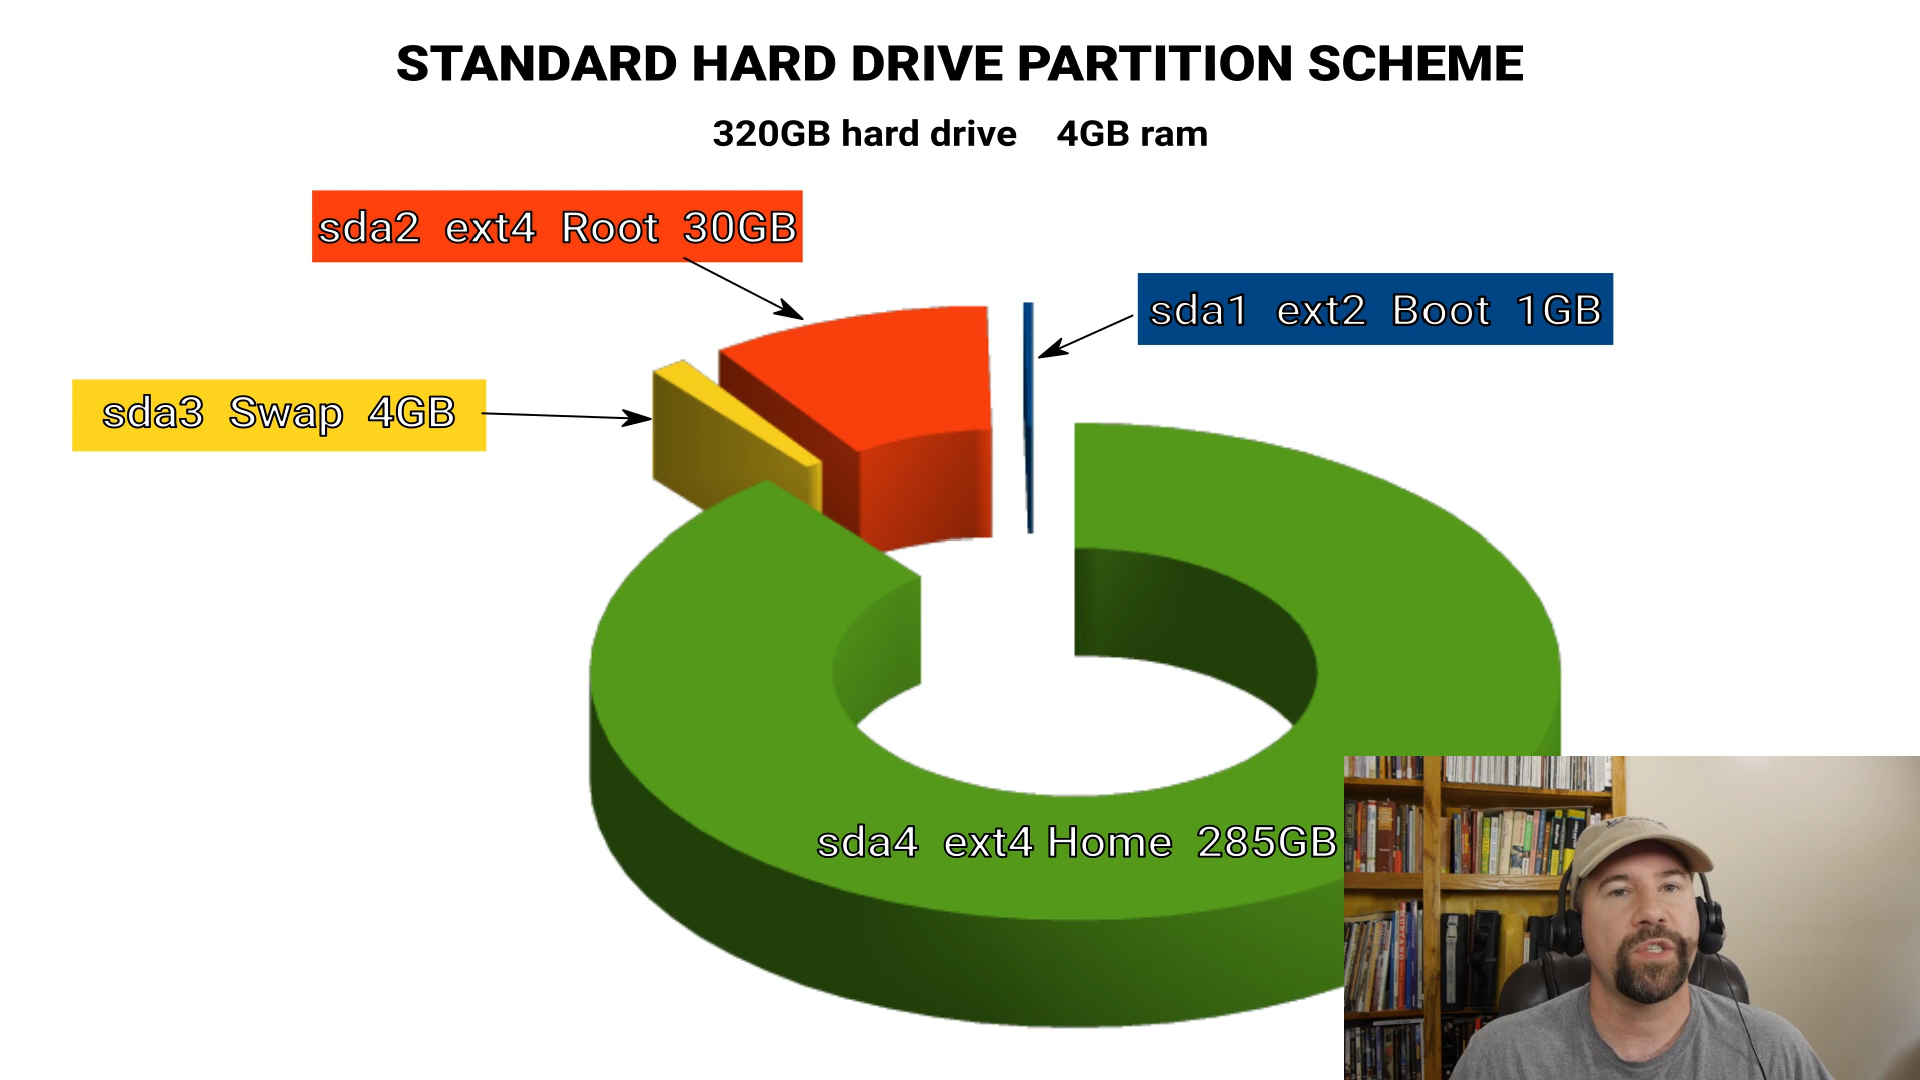 STANDARD HARD DRIVE PARTITION SCHEME
320GB hard drive 4GB ram
sda2 ext4 Root 30GB
sda1 ext2 Boot 1GB
sda3 Swap 4GB
sda4 ext4 Home 285GB